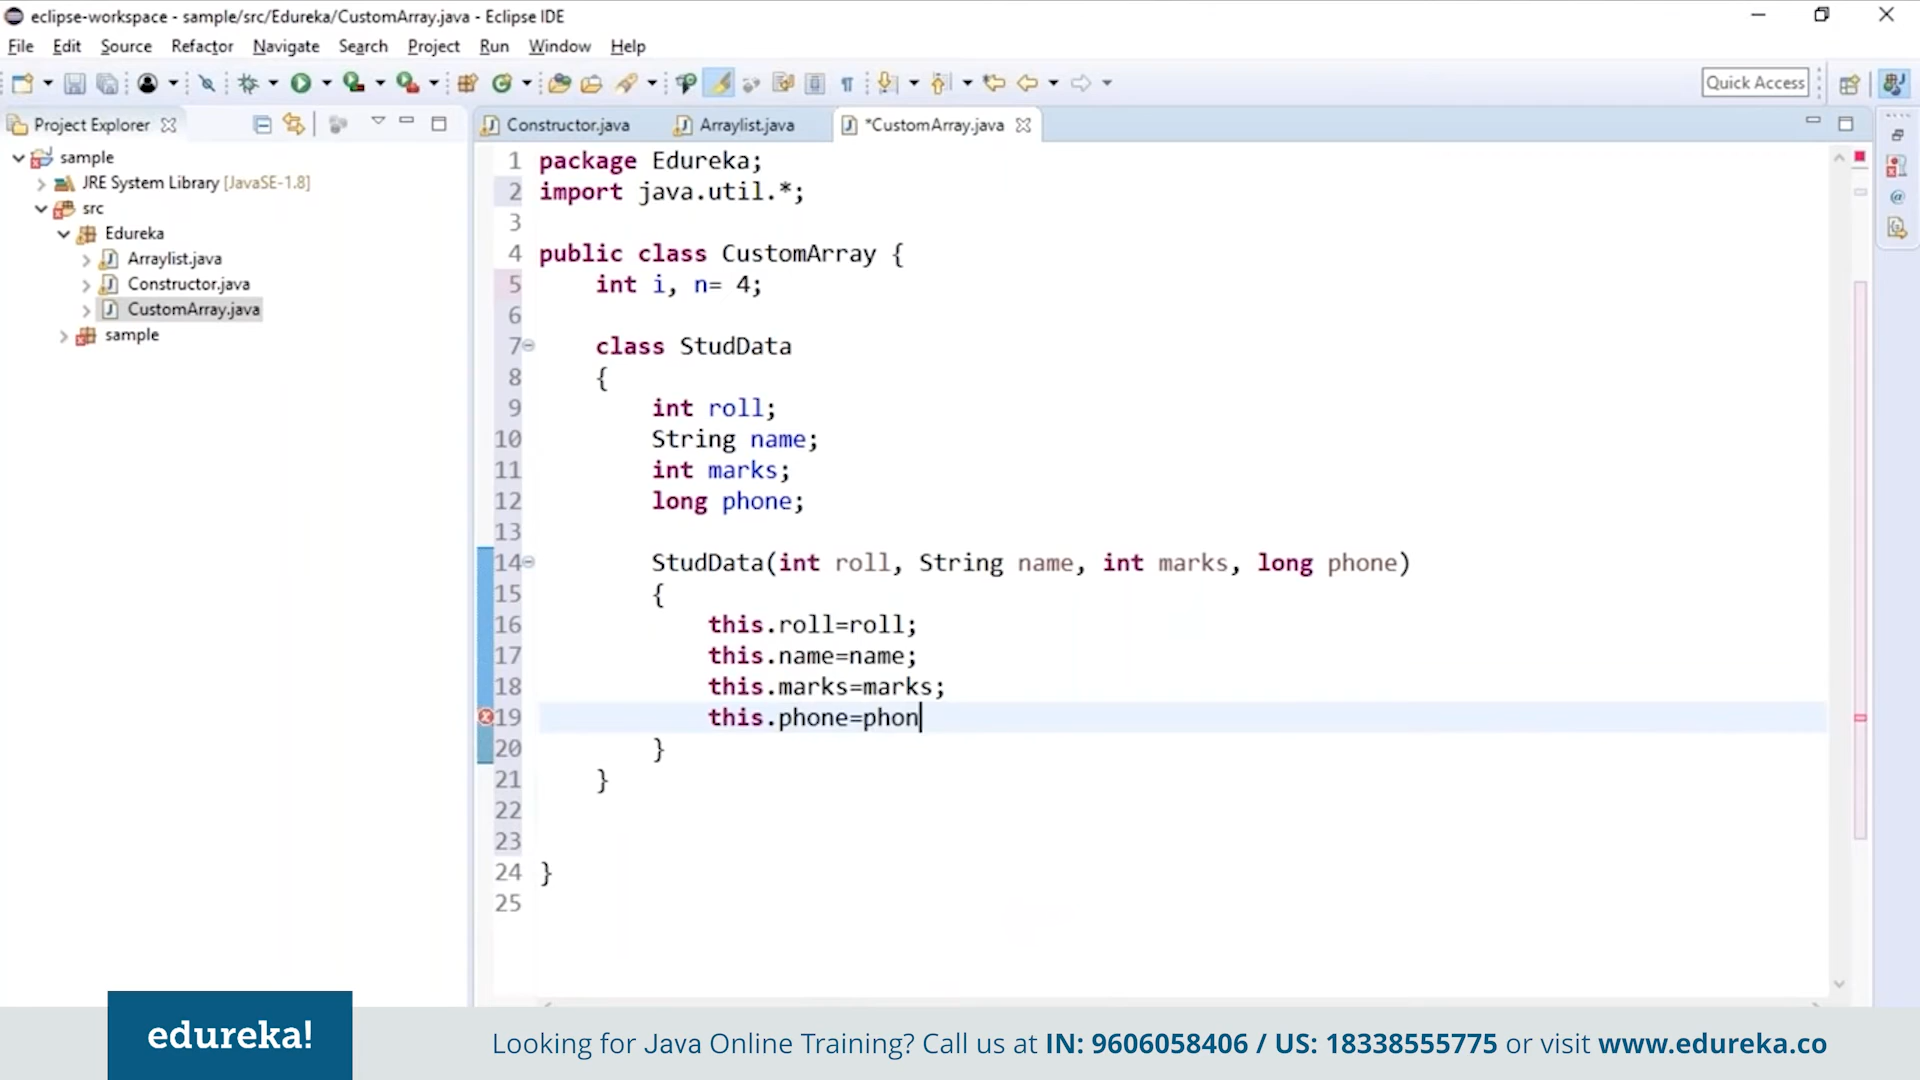 eclipse-workspace - sample/src/Edureka/CustomArray.java - Eclipse IDE
File Edit Source Refactor Navigate Search Project Run Window Help
Quick Access
Project Explorer
Constructor.java Arraylist.java *CustomArray.java
sample
JRE System Library [JavaSE-1.8]
src
Edureka
Arraylist.java
Constructor.java
CustomArray.java
sample
1 package Edureka;
2 import java.util.*;
3
4 public class CustomArray {
5 int i, n= 4;
6
7 class StudData
8 {
9 int roll;
10 String name;
11 int marks;
12 long phone;
13
14 StudData(int roll, String name, int marks, long phone)
15 {
16 this.roll=roll;
17 this.name=name;
18 this.marks=marks;
19 this.phone=phon
20 }
21 }
22
23
24 }
25
edureka!
Looking for Java Online Training? Call us at IN: 9606058406 / US: 18338555775 or visit www.edureka.co